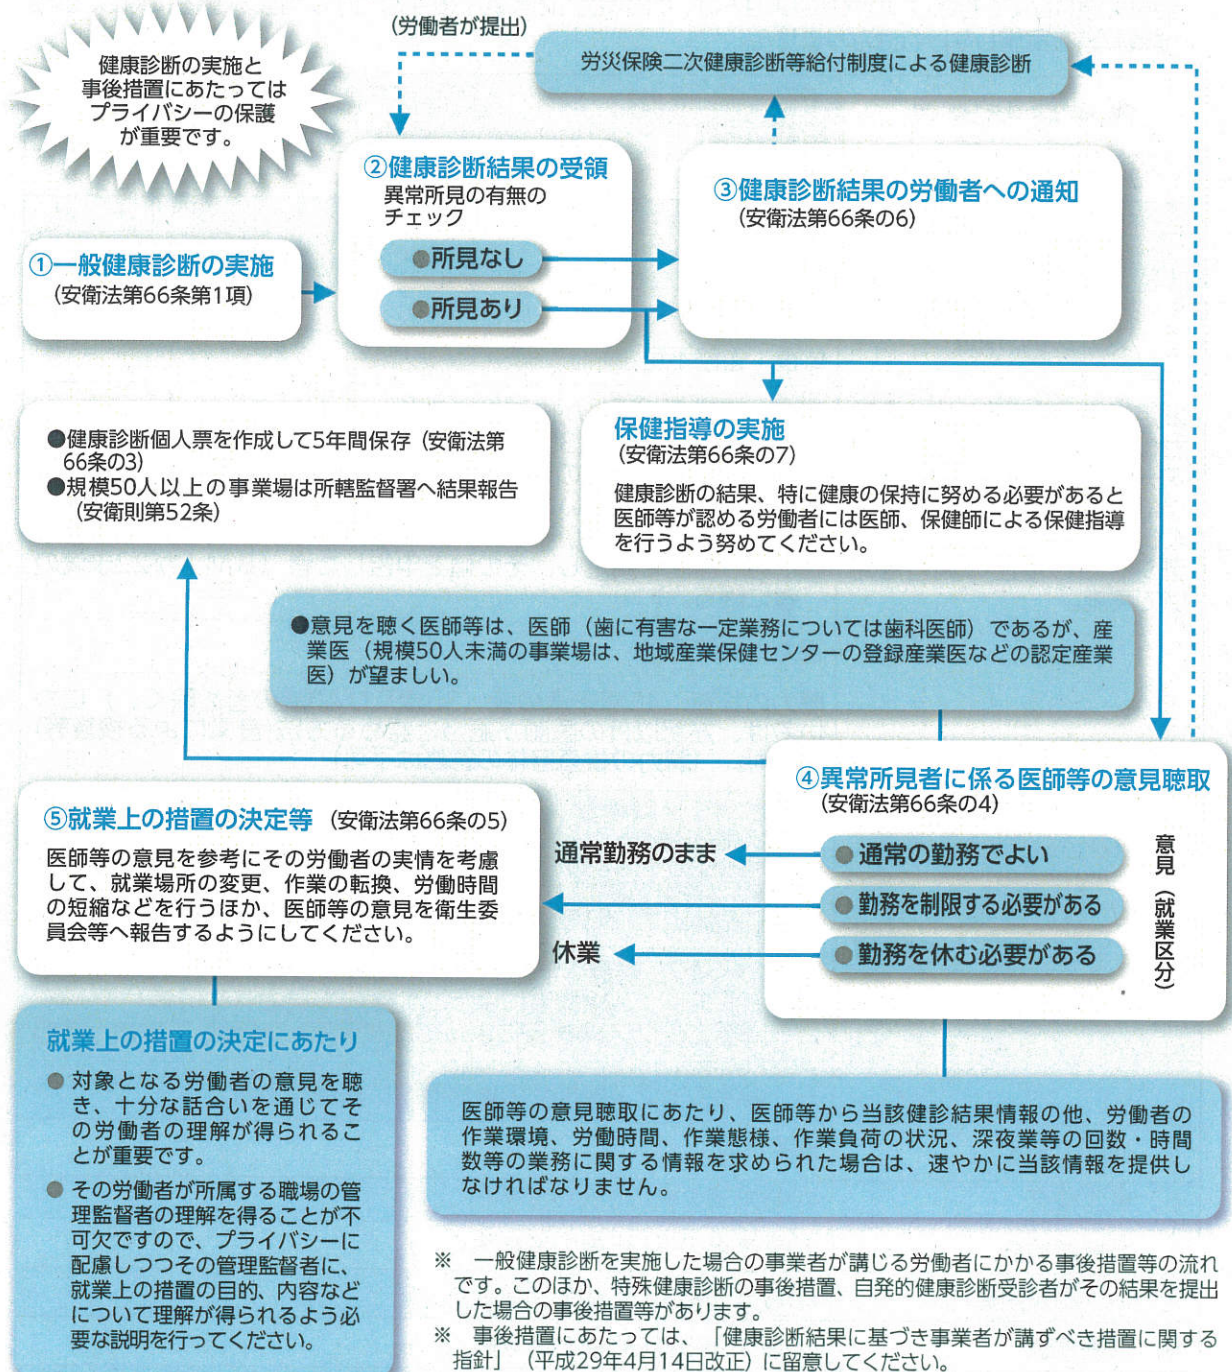 (労働者が提出)
労災保険二次健康診断等給付制度による健康診断
健康診断の実施と
事後措置にあたっては
プライバシーの保護
が重要です。
②健康診断結果の受領
異常所見の有無の
チェック
●所見なし
●所見あり
③健康診断結果の労働者への通知
(安衛法第66条の6)
①一般健康診断の実施
(安衛法第66条第1項)
●健康診断個人票を作成して5年間保存(安衛法第
66条の3)
●規模50人以上の事業場は所轄監督署へ結果報告
(安衛則第52条)
保健指導の実施
(安衛法第66条の7)
健康診断の結果、特に健康の保持に努める必要があると
医師等が認める労働者には医師、保健師による保健指導
を行うよう努めてください。
●意見を聴く医師等は、医師(歯に有害な一定業務については歯科医師)であるが、産
業医(規模50人未満の事業場は、地域産業保健センターの登録産業医などの認定産業
医)が望ましい。
④異常所見者に係る医師等の意見聴取
(安衛法第66条の4)
●通常の勤務でよい
●勤務を制限する必要がある
●勤務を休む必要がある
意見(就業区分)
通常勤務のまま
休業
⑤就業上の措置の決定等 (安衛法第66条の5)
医師等の意見を参考にその労働者の実情を考慮
して、就業場所の変更、作業の転換、労働時間
の短縮などを行うほか、医師等の意見を衛生委
員会等へ報告するようにしてください。
就業上の措置の決定にあたり
●対象となる労働者の意見を聴
き、十分な話合いを通じてそ
の労働者の理解が得られるこ
とが重要です。
●その労働者が所属する職場の管
理監督者の理解を得ることが不
可欠ですので、プライバシーに
配慮しつつその管理監督者に、
就業上の措置の目的、内容など
について理解が得られるよう必
要な説明を行ってください。
医師等の意見聴取にあたり、医師等から当該健診結果情報の他、労働者の
作業環境、労働時間、作業態様、作業負荷の状況、深夜業等の回数・時間
数等の業務に関する情報を求められた場合は、速やかに当該情報を提供し
なければなりません。
※ 一般健康診断を実施した場合の事業者が講じる労働者にかかる事後措置等の流れ
です。このほか、特殊健康診断の事後措置、自発的健康診断受診者がその結果を提出
した場合の事後措置等があります。
※ 事後措置にあたっては、「健康診断結果に基づき事業者が講ずべき措置に関する
指針」(平成29年4月14日改正)に留意してください。